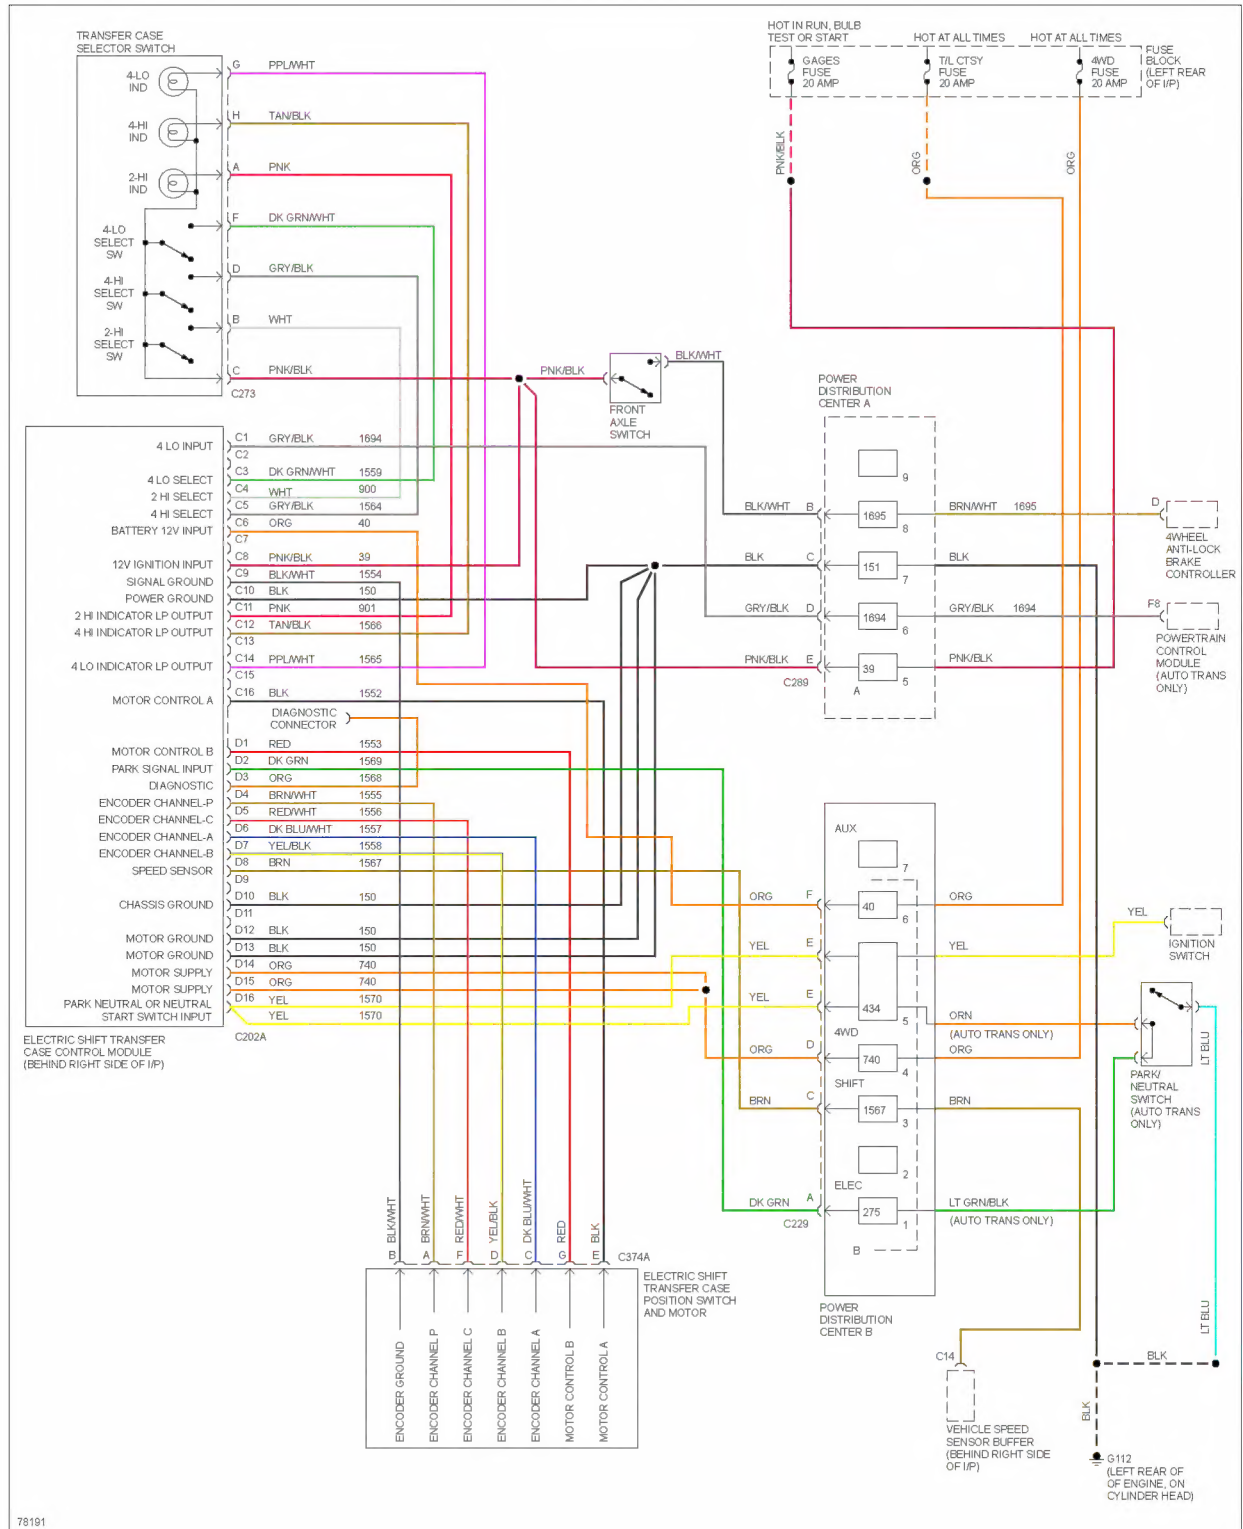 HOT IN RUN, BULB
TEST OR START
HOT AT ALL TIMES
HOT AT ALL TIMES
GAGES
FUSE
20 AMP
T/L CTSY
FUSE
20 AMP
4WD
FUSE
20 AMP
FUSE
BLOCK
(LEFT REAR
OF I/P)
PNK/BLK
ORG
ORG
TRANSFER CASE
SELECTOR SWITCH
4-LO
IND
4-HI
IND
2-HI
IND
4-LO
SELECT
SW
4-HI
SELECT
SW
2-HI
SELECT
SW
G PPL/WHT
H TAN/BLK
A PNK
F DK GRN/WHT
D GRY/BLK
B WHT
C PNK/BLK
C273
PNK/BLK
BLK/WHT
FRONT
AXLE
SWITCH
4 LO INPUT C1 GRY/BLK 1694
C2
4 LO SELECT C3 DK GRN/WHT 1559
2 HI SELECT C4 WHT 900
4 HI SELECT C5 GRY/BLK 1564
BATTERY 12V INPUT C6 ORG 40
C7
12V IGNITION INPUT C8 PNK/BLK 39
SIGNAL GROUND C9 BLK/WHT 1554
POWER GROUND C10 BLK 150
2 HI INDICATOR LP OUTPUT C11 PNK 901
4 HI INDICATOR LP OUTPUT C12 TAN/BLK 1566
C13
4 LO INDICATOR LP OUTPUT C14 PPL/WHT 1565
C15
MOTOR CONTROL A C16 BLK 1552
DIAGNOSTIC
CONNECTOR
MOTOR CONTROL B D1 RED 1553
PARK SIGNAL INPUT D2 DK GRN 1569
DIAGNOSTIC D3 ORG 1568
ENCODER CHANNEL-P D4 BRN/WHT 1555
ENCODER CHANNEL-C D5 RED/WHT 1556
ENCODER CHANNEL-A D6 DK BLU/WHT 1557
ENCODER CHANNEL-B D7 YEL/BLK 1558
SPEED SENSOR D8 BRN 1567
D9
CHASSIS GROUND D10 BLK 150
D11
MOTOR GROUND D12 BLK 150
MOTOR GROUND D13 BLK 150
MOTOR SUPPLY D14 ORG 740
MOTOR SUPPLY D15 ORG 740
PARK NEUTRAL OR NEUTRAL D16 YEL 1570
START SWITCH INPUT YEL 1570
C202A
ELECTRIC SHIFT TRANSFER
CASE CONTROL MODULE
(BEHIND RIGHT SIDE OF I/P)
POWER
DISTRIBUTION
CENTER A
9
BLK/WHT B 1695 8 BRN/WHT 1695 D
BLK C 151 7 BLK
GRY/BLK D 1694 6 GRY/BLK 1694 F8
PNK/BLK E 39 5 PNK/BLK
C289
A
4WHEEL
ANTI-LOCK
BRAKE
CONTROLLER
POWERTRAIN
CONTROL
MODULE
(AUTO TRANS
ONLY)
AUX
7
ORG F 40 6 ORG
YEL E YEL
YEL E 434 5 ORN
(AUTO TRANS ONLY)
4WD
ORG D 740 4 ORG
SHIFT
BRN C 1567 3 BRN
2
ELEC
DK GRN A 275 1 LT GRN/BLK
(AUTO TRANS ONLY)
C229
B
POWER
DISTRIBUTION
CENTER B
YEL
IGNITION
SWITCH
PARK/
NEUTRAL
SWITCH
(AUTO TRANS
ONLY)
LT BLU
LT BLU
BLK/WHT
BRN/WHT
RED/WHT
YEL/BLK
DK BLU/WHT
RED
BLK
B A F D C G E C374A
ELECTRIC SHIFT
TRANSFER CASE
POSITION SWITCH
AND MOTOR
ENCODER GROUND
ENCODER CHANNEL P
ENCODER CHANNEL C
ENCODER CHANNEL B
ENCODER CHANNEL A
MOTOR CONTROL B
MOTOR CONTROL A
C14
VEHICLE SPEED
SENSOR BUFFER
(BEHIND RIGHT SIDE
OF I/P)
BLK
BLK
G112
(LEFT REAR OF
OF ENGINE, ON
CYLINDER HEAD)
78191